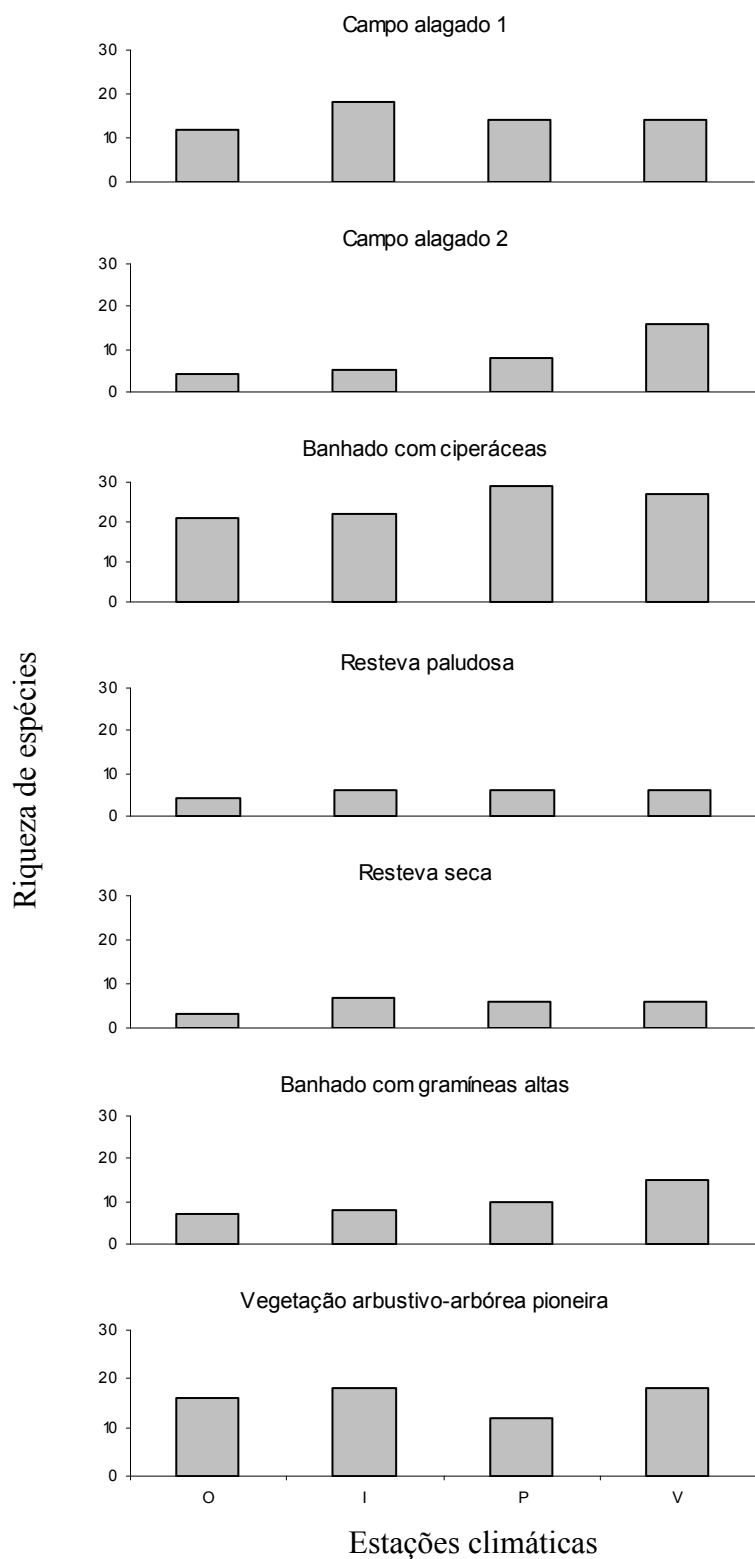 Campo alagado 1
30
20
10
0
Campo alagado 2
30
20
10
0
Banhado com ciperáceas
30
20
10
0
Riqueza de espécies
Resteva paludosa
30
20
10
0
Resteva seca
30
20
10
0
Banhado com gramíneas altas
30
20
10
0
Vegetação arbustivo-arbórea pioneira
30
20
10
0
O I P V
Estações climáticas